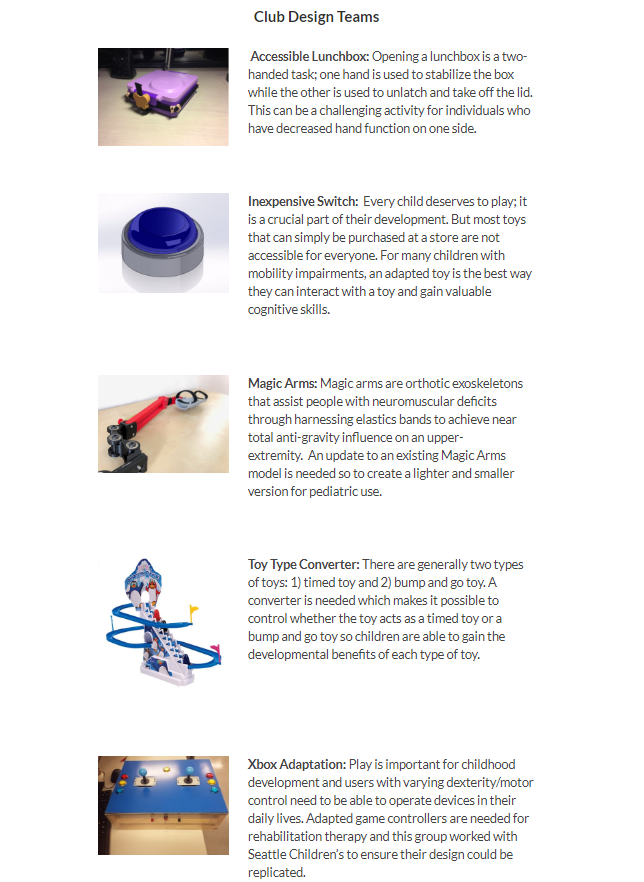 Club Design Teams
Accessible Lunchbox: Opening a lunchbox is a two-
handed task; one hand is used to stabilize the box
while the other is used to unlatch and take off the lid.
This can be a challenging activity for individuals who
have decreased hand function on one side.
Inexpensive Switch:  Every child deserves to play; it
is a crucial part of their development. But most toys
that can simply be purchased at a store are not
accessible for everyone. For many children with
mobility impairments, an adapted toy is the best way
they can interact with a toy and gain valuable
cognitive skills.
Magic Arms: Magic arms are orthotic exoskeletons
that assist people with neuromuscular deficits
through harnessing elastics bands to achieve near
total anti-gravity influence on an upper-
extremity.  An update to an existing Magic Arms
model is needed so to create a lighter and smaller
version for pediatric use.
Toy Type Converter: There are generally two types
of toys: 1) timed toy and 2) bump and go toy. A
converter is needed which makes it possible to
control whether the toy acts as a timed toy or a
bump and go toy so children are able to gain the
developmental benefits of each type of toy.
Xbox Adaptation: Play is important for childhood
development and users with varying dexterity/motor
control need to be able to operate devices in their
daily lives. Adapted game controllers are needed for
rehabilitation therapy and this group worked with
Seattle Children's to ensure their design could be
replicated.